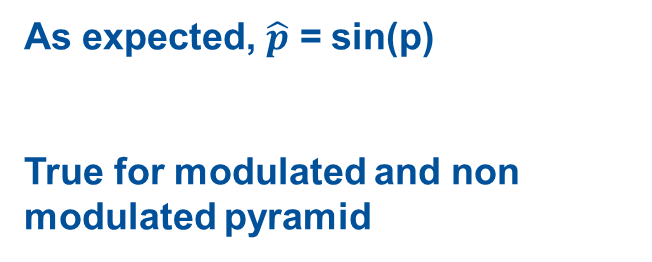 As expected, p̂ = sin(p)
True for modulated and non
modulated pyramid